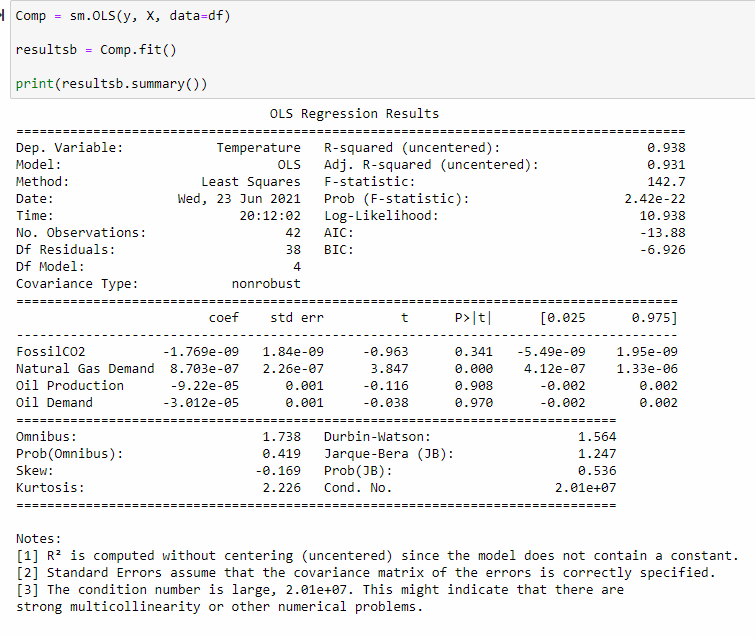 Comp = sm.OLS(y, X, data=df)
resultsb = Comp.fit()
print(resultsb.summary())
OLS Regression Results
==============================================================================
Dep. Variable: Temperature R-squared (uncentered): 0.938
Model: OLS Adj. R-squared (uncentered): 0.931
Method: Least Squares F-statistic: 142.7
Date: Wed, 23 Jun 2021 Prob (F-statistic): 2.42e-22
Time: 20:12:02 Log-Likelihood: 10.938
No. Observations: 42 AIC: -13.88
Df Residuals: 38 BIC: -6.926
Df Model: 4
Covariance Type: nonrobust
==============================================================================
coef std err t P>|t| [0.025 0.975]
------------------------------------------------------------------------------
FossilCO2 -1.769e-09 1.84e-09 -0.963 0.341 -5.49e-09 1.95e-09
Natural Gas Demand 8.703e-07 2.26e-07 3.847 0.000 4.12e-07 1.33e-06
Oil Production -9.22e-05 0.001 -0.116 0.908 -0.002 0.002
Oil Demand -3.012e-05 0.001 -0.038 0.970 -0.002 0.002
==============================================================================
Omnibus: 1.738 Durbin-Watson: 1.564
Prob(Omnibus): 0.419 Jarque-Bera (JB): 1.247
Skew: -0.169 Prob(JB): 0.536
Kurtosis: 2.226 Cond. No. 2.01e+07
==============================================================================
Notes:
[1] R² is computed without centering (uncentered) since the model does not contain a constant.
[2] Standard Errors assume that the covariance matrix of the errors is correctly specified.
[3] The condition number is large, 2.01e+07. This might indicate that there are
strong multicollinearity or other numerical problems.